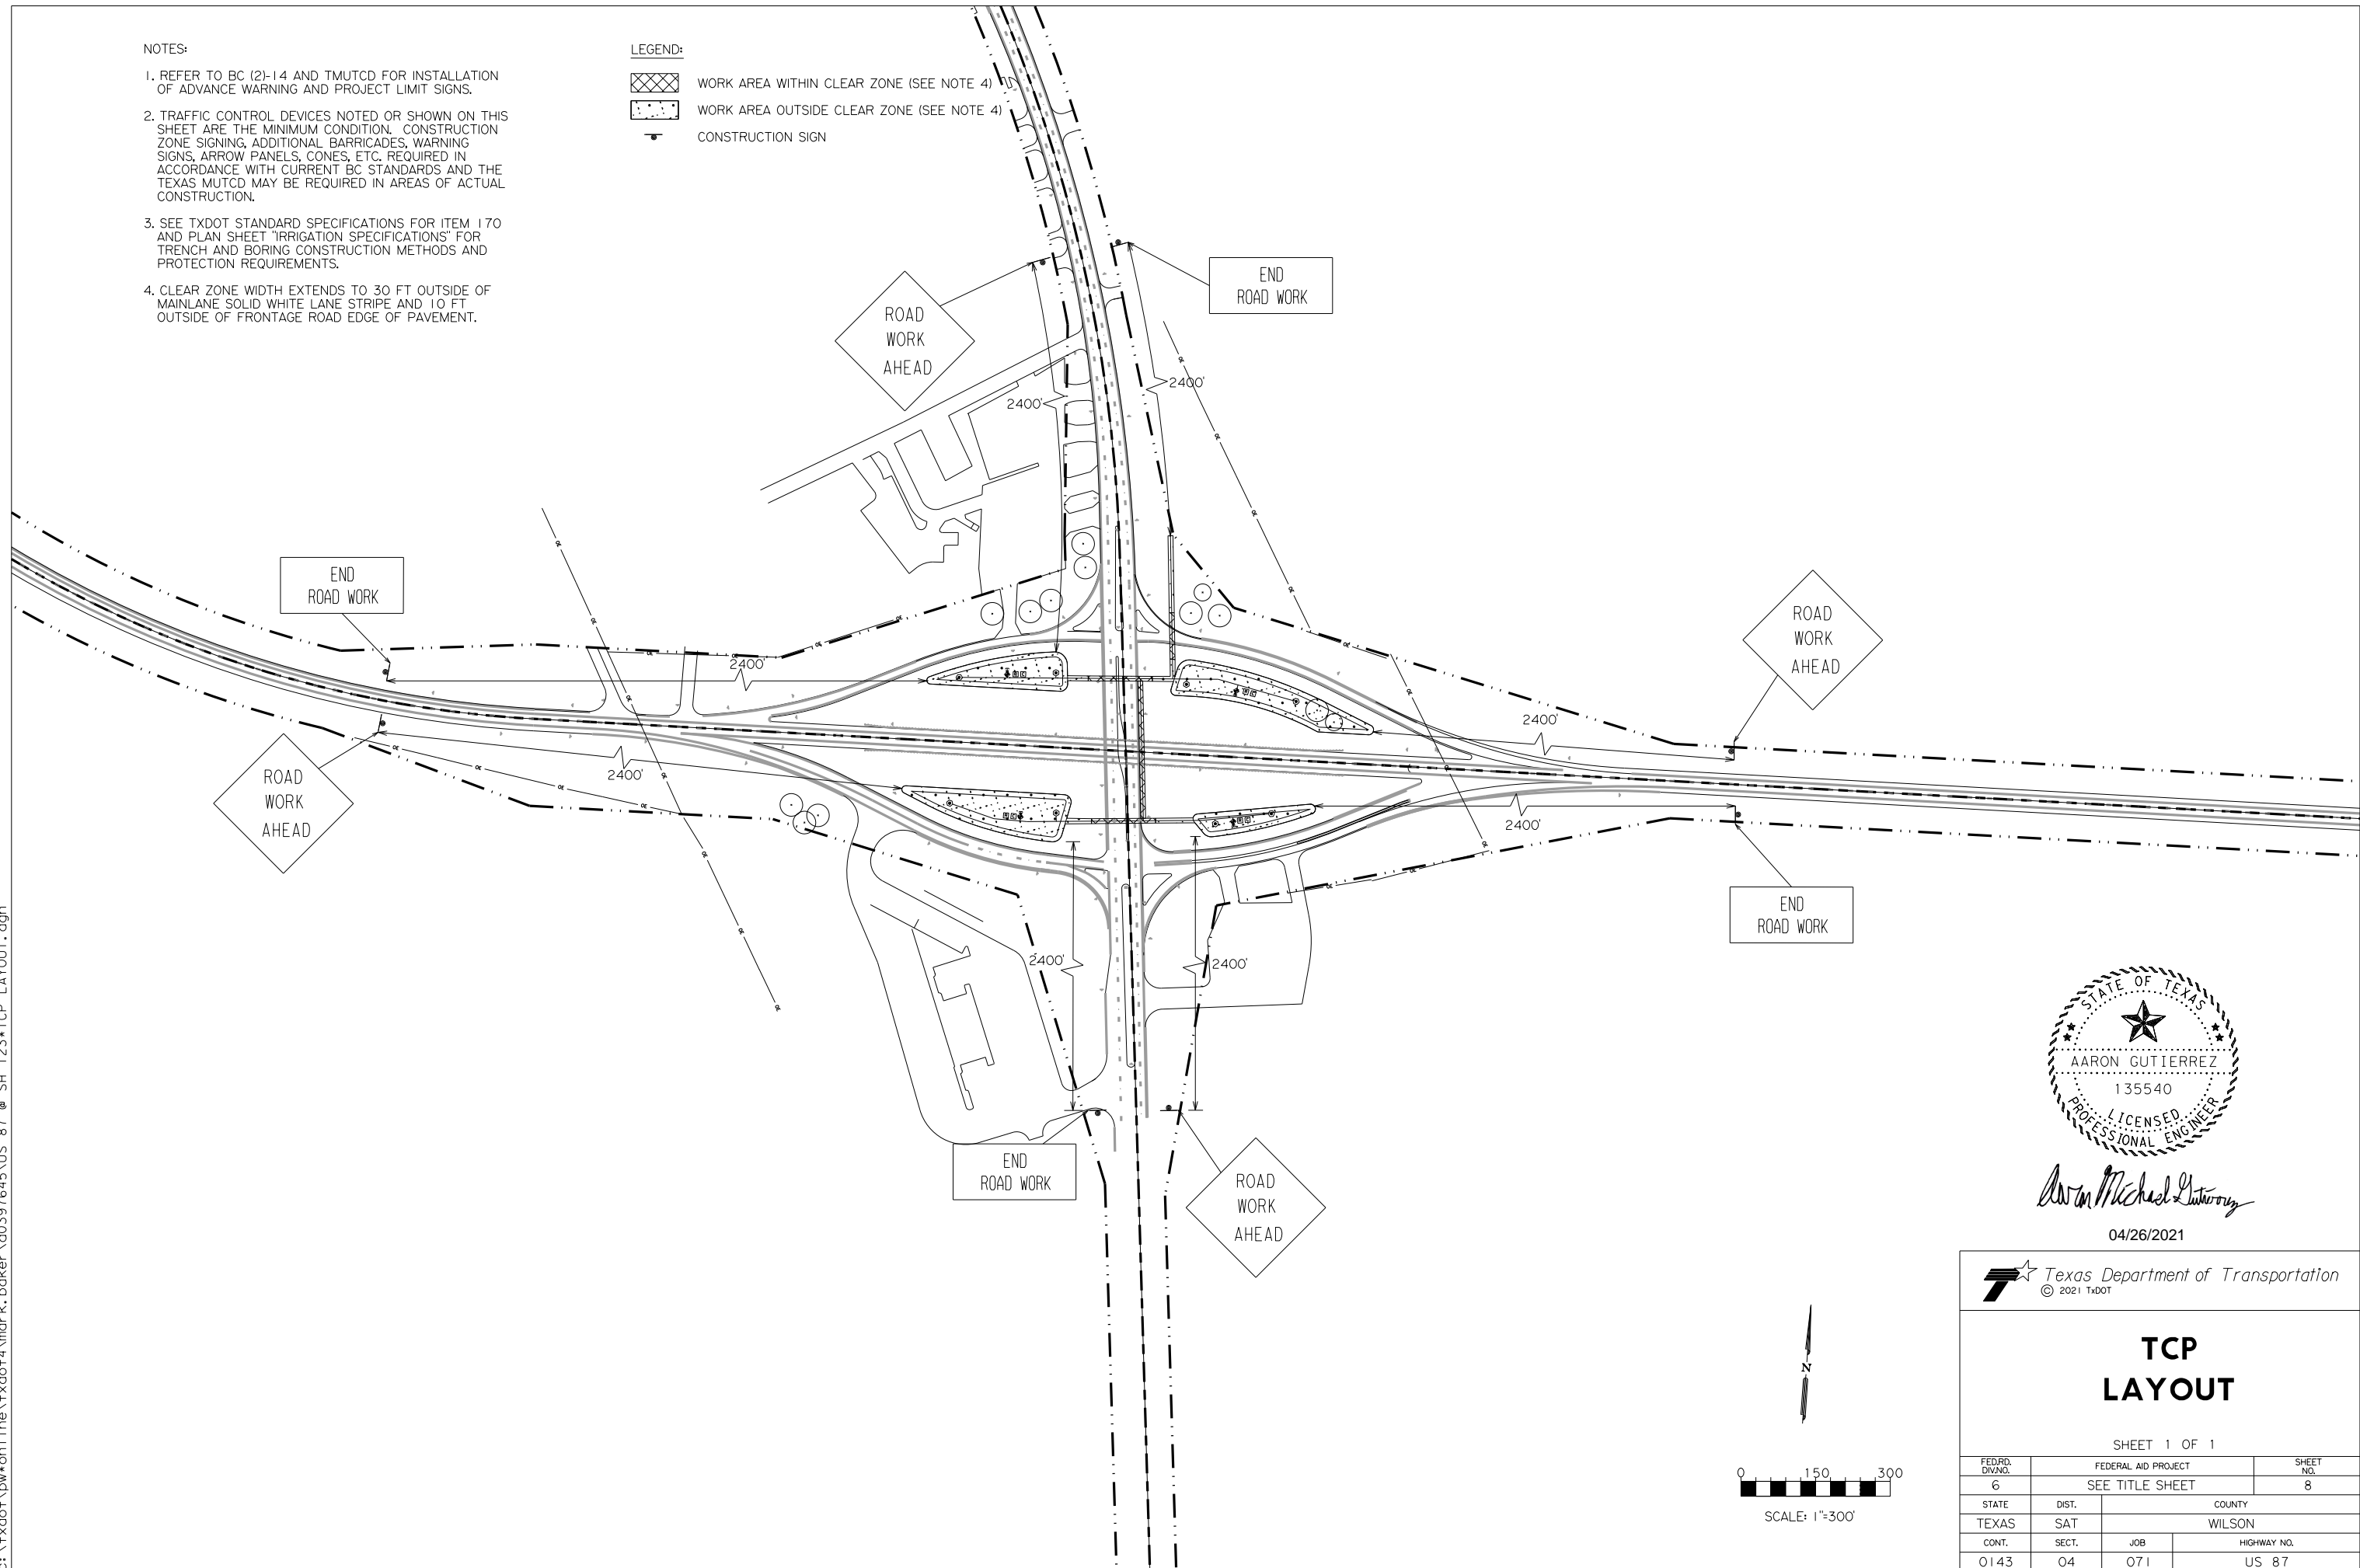 NOTES:
1. REFER TO BC (2)-14 AND TMUTCD FOR INSTALLATION
OF ADVANCE WARNING AND PROJECT LIMIT SIGNS.
2. TRAFFIC CONTROL DEVICES NOTED OR SHOWN ON THIS
SHEET ARE THE MINIMUM CONDITION. CONSTRUCTION
ZONE SIGNING, ADDITIONAL BARRICADES, WARNING
SIGNS, ARROW PANELS, CONES, ETC. REQUIRED IN
ACCORDANCE WITH CURRENT BC STANDARDS AND THE
TEXAS MUTCD MAY BE REQUIRED IN AREAS OF ACTUAL
CONSTRUCTION.
3. SEE TXDOT STANDARD SPECIFICATIONS FOR ITEM 170
AND PLAN SHEET "IRRIGATION SPECIFICATIONS" FOR
TRENCH AND BORING CONSTRUCTION METHODS AND
PROTECTION REQUIREMENTS.
4. CLEAR ZONE WIDTH EXTENDS TO 30 FT OUTSIDE OF
MAINLANE SOLID WHITE LANE STRIPE AND 10 FT
OUTSIDE OF FRONTAGE ROAD EDGE OF PAVEMENT.
LEGEND:
WORK AREA WITHIN CLEAR ZONE (SEE NOTE 4)
WORK AREA OUTSIDE CLEAR ZONE (SEE NOTE 4)
CONSTRUCTION SIGN
END
ROAD WORK
ROAD
WORK
AHEAD
2400'
2400'
END
ROAD WORK
ROAD
WORK
AHEAD
2400'
2400'
2400'
2400'
ROAD
WORK
AHEAD
END
ROAD WORK
2400'
2400'
END
ROAD WORK
ROAD
WORK
AHEAD
STATE OF TEXAS
AARON GUTIERREZ
135540
LICENSED
PROFESSIONAL ENGINEER
Aaron Michael Gutierrez
04/26/2021
Texas Department of Transportation
© 2021 TxDOT
TCP
LAYOUT
SHEET 1 OF 1
FED.RD. DIV.NO. FEDERAL AID PROJECT SHEET NO.
6 SEE TITLE SHEET 8
STATE DIST. COUNTY
TEXAS SAT WILSON
CONT. SECT. JOB HIGHWAY NO.
0143 04 071 US 87
N
0 150 300
SCALE: 1"=300'